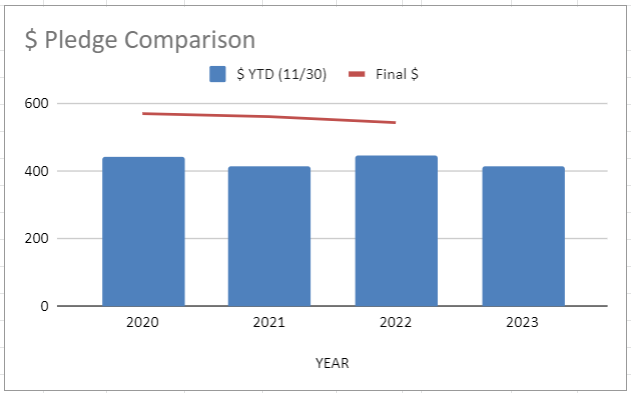 $ Pledge Comparison
$ YTD (11/30) Final $
600
400
200
0
2020 2021 2022 2023
YEAR